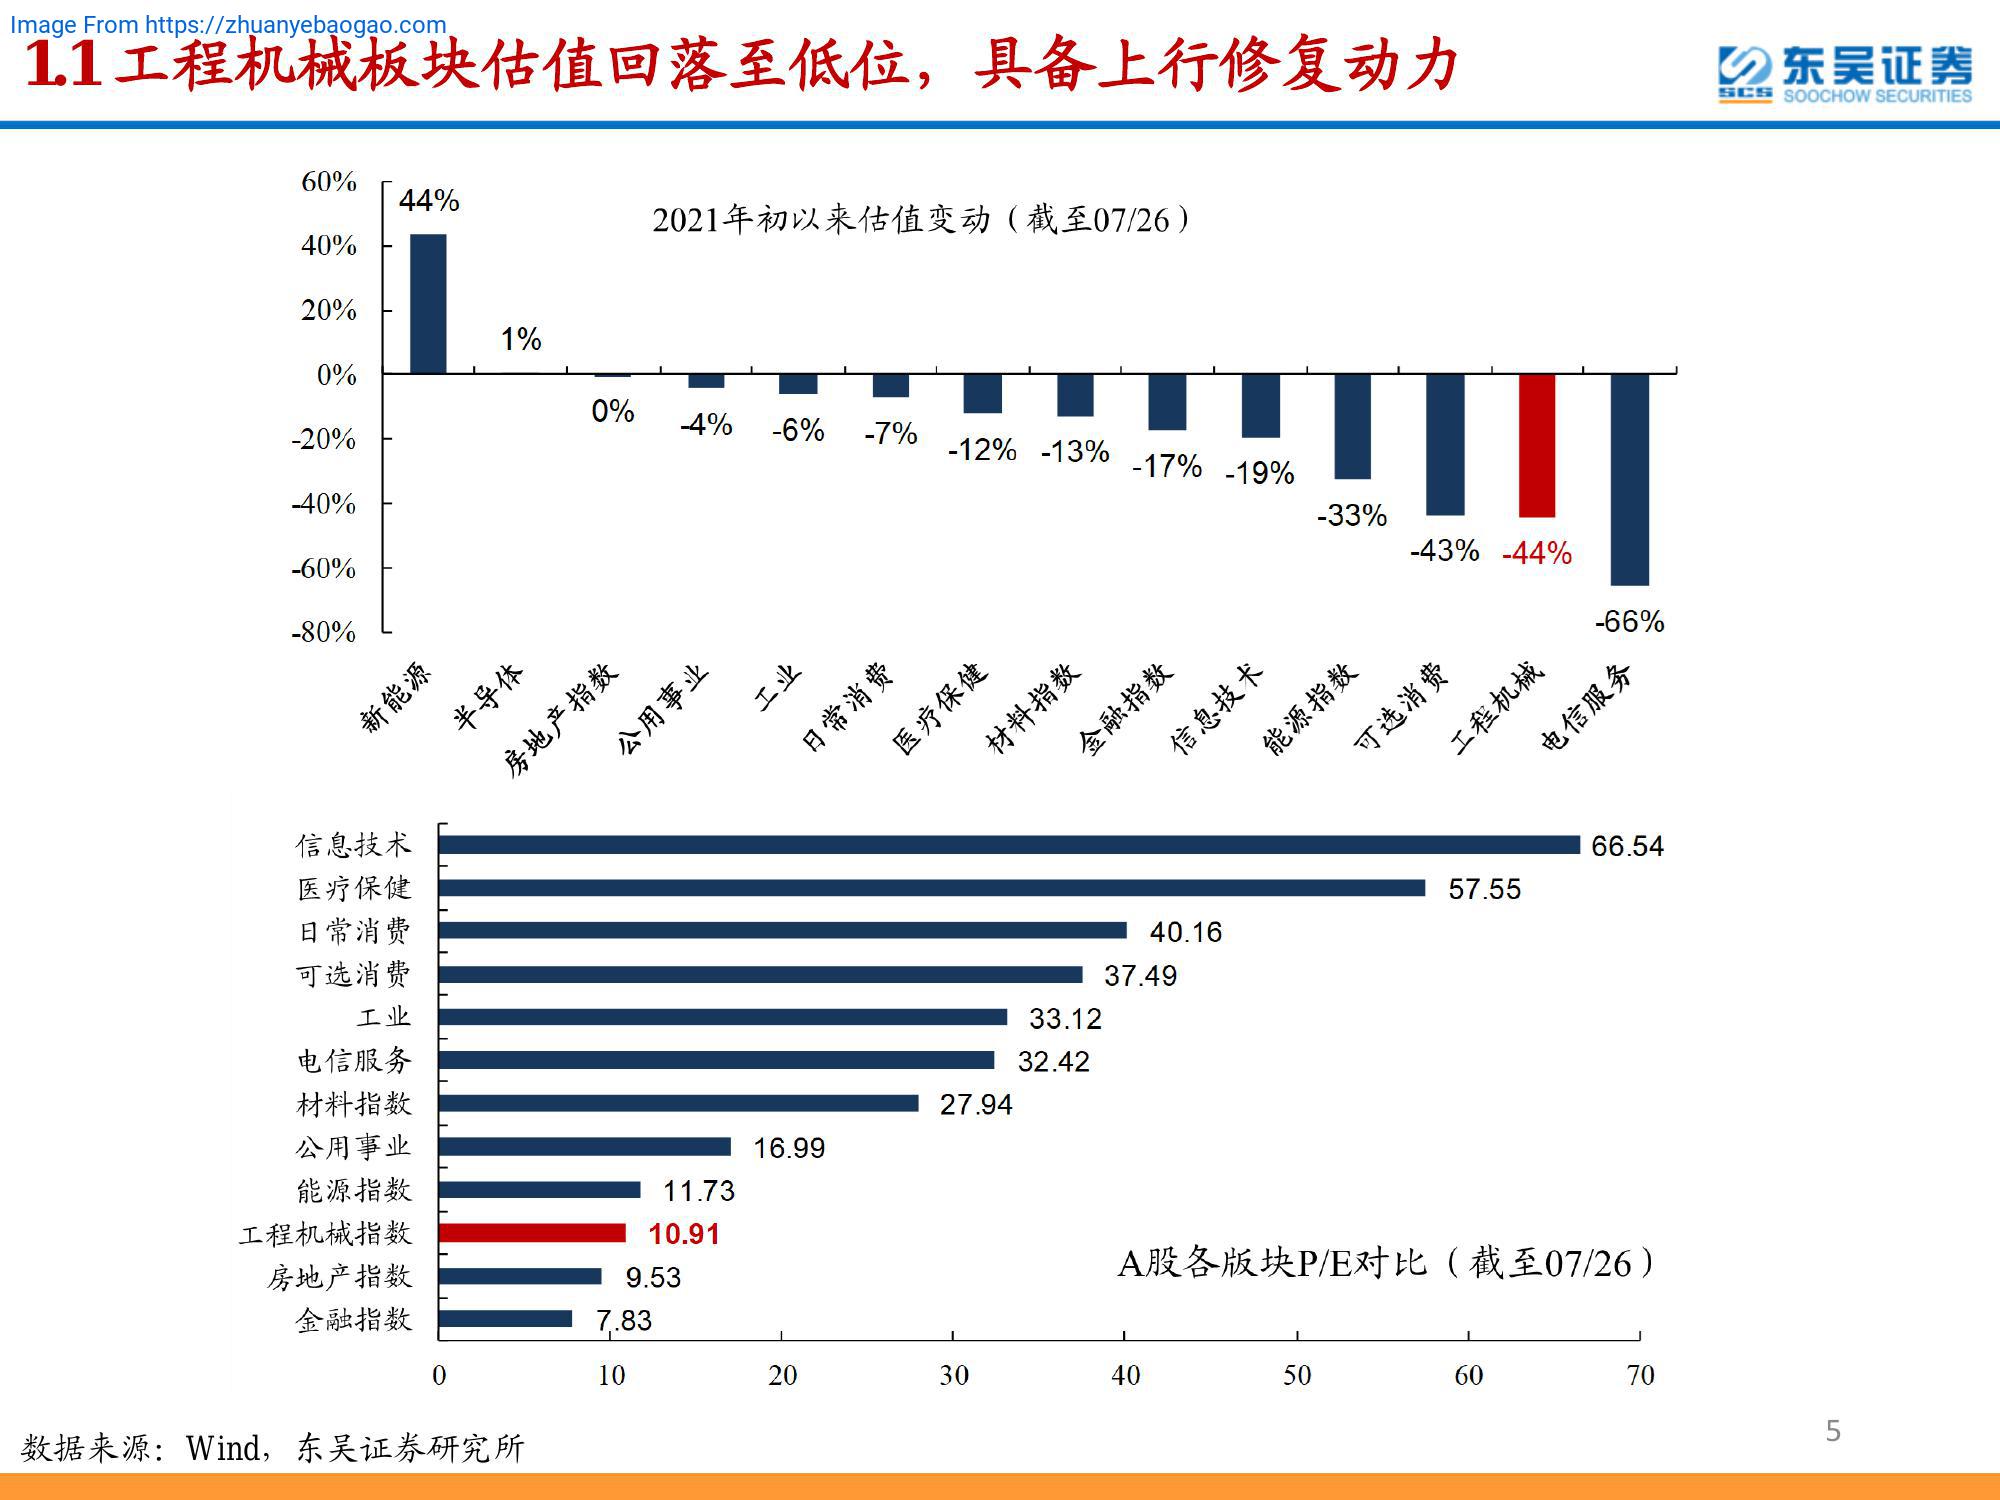 Image From https://zhuanyebaogao.com
1.1 工程机械板块估值回落至低位，具备上行修复动力
东吴证券
SCS SOOCHOW SECURITIES
2021年初以来估值变动（截至07/26）
60%
40%
20%
0%
-20%
-40%
-60%
-80%
44%
1%
0%
-4%
-6%
-7%
-12%
-13%
-17%
-19%
-33%
-43%
-44%
-66%
新能源
半导体
房地产指数
公用事业
工业
日常消费
医疗保健
材料指数
金融指数
信息技术
能源指数
可选消费
工程机械
电信服务
信息技术 66.54
医疗保健 57.55
日常消费 40.16
可选消费 37.49
工业 33.12
电信服务 32.42
材料指数 27.94
公用事业 16.99
能源指数 11.73
工程机械指数 10.91
房地产指数 9.53
金融指数 7.83
A股各版块P/E对比（截至07/26）
0 10 20 30 40 50 60 70
数据来源：Wind，东吴证券研究所
5